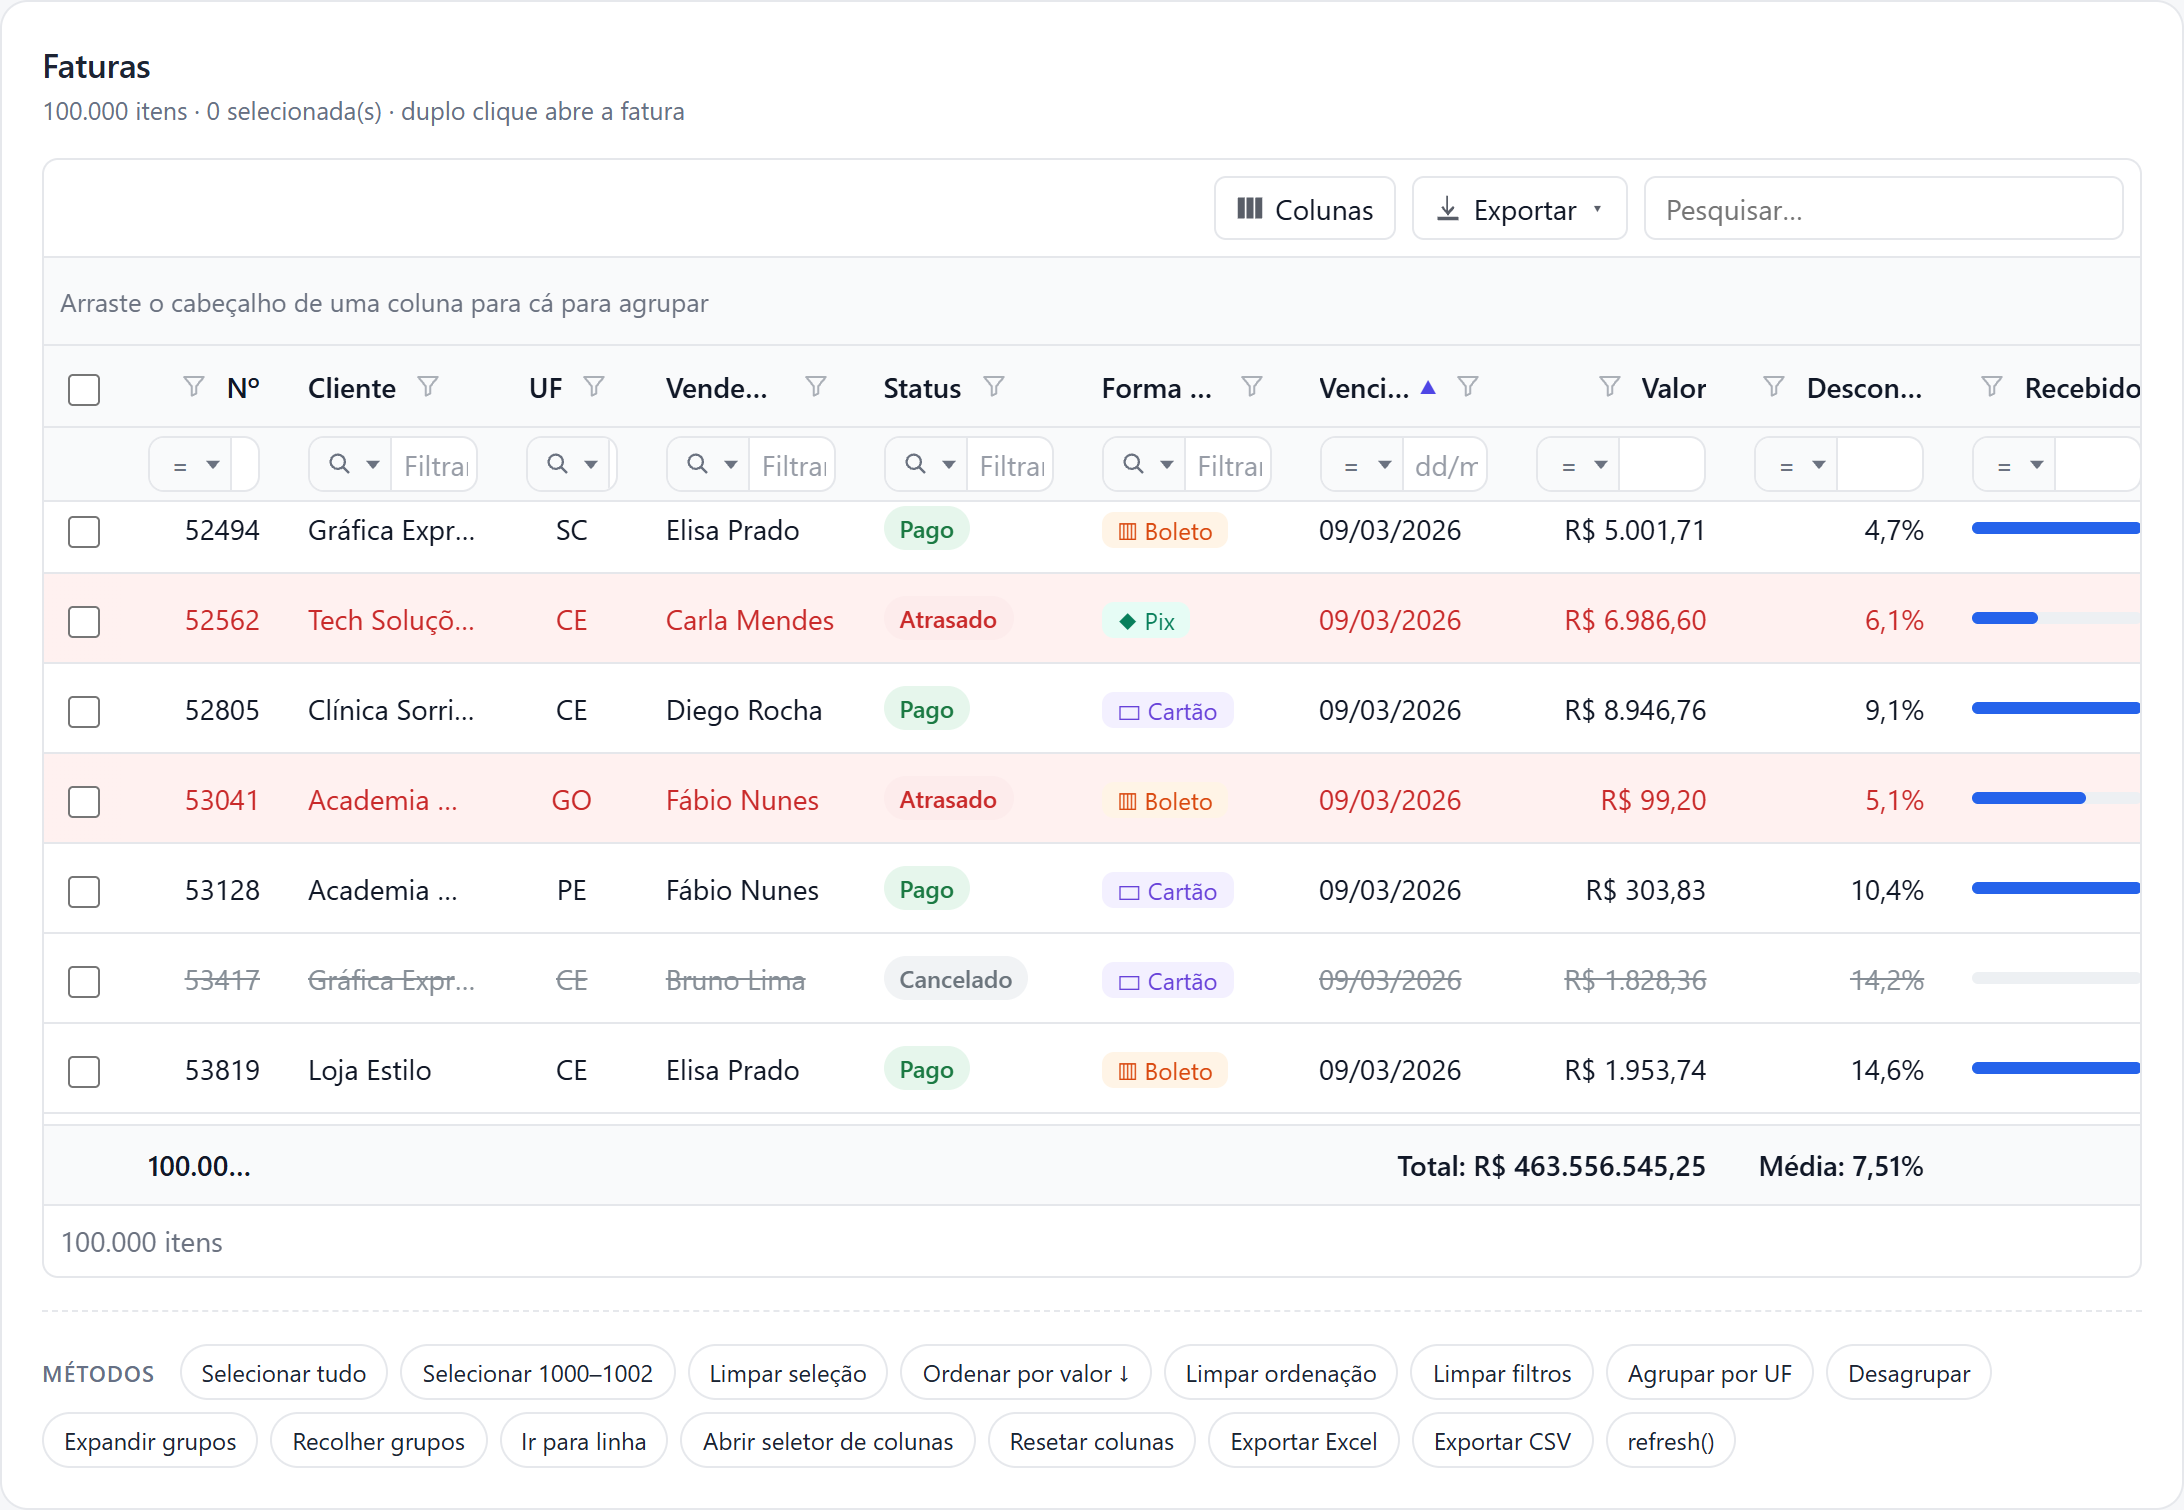 Faturas
100.000 itens · 0 selecionada(s) · duplo clique abre a fatura
Colunas Exportar Pesquisar...
Arraste o cabeçalho de uma coluna para cá para agrupar
Nº Cliente UF Vende... Status Forma ... Venci... Valor Descon... Recebido
= Filtrar Filtrar Filtrar Filtrar = dd/m = = =
52494 Gráfica Expr... SC Elisa Prado Pago Boleto 09/03/2026 R$ 5.001,71 4,7%
52562 Tech Soluçõ... CE Carla Mendes Atrasado Pix 09/03/2026 R$ 6.986,60 6,1%
52805 Clínica Sorri... CE Diego Rocha Pago Cartão 09/03/2026 R$ 8.946,76 9,1%
53041 Academia ... GO Fábio Nunes Atrasado Boleto 09/03/2026 R$ 99,20 5,1%
53128 Academia ... PE Fábio Nunes Pago Cartão 09/03/2026 R$ 303,83 10,4%
53417 Gráfica Expr... CE Bruno Lima Cancelado Cartão 09/03/2026 R$ 1.828,36 14,2%
53819 Loja Estilo CE Elisa Prado Pago Boleto 09/03/2026 R$ 1.953,74 14,6%
100.00... Total: R$ 463.556.545,25 Média: 7,51%
100.000 itens
MÉTODOS Selecionar tudo Selecionar 1000–1002 Limpar seleção Ordenar por valor ↓ Limpar ordenação Limpar filtros Agrupar por UF Desagrupar
Expandir grupos Recolher grupos Ir para linha Abrir seletor de colunas Resetar colunas Exportar Excel Exportar CSV refresh()